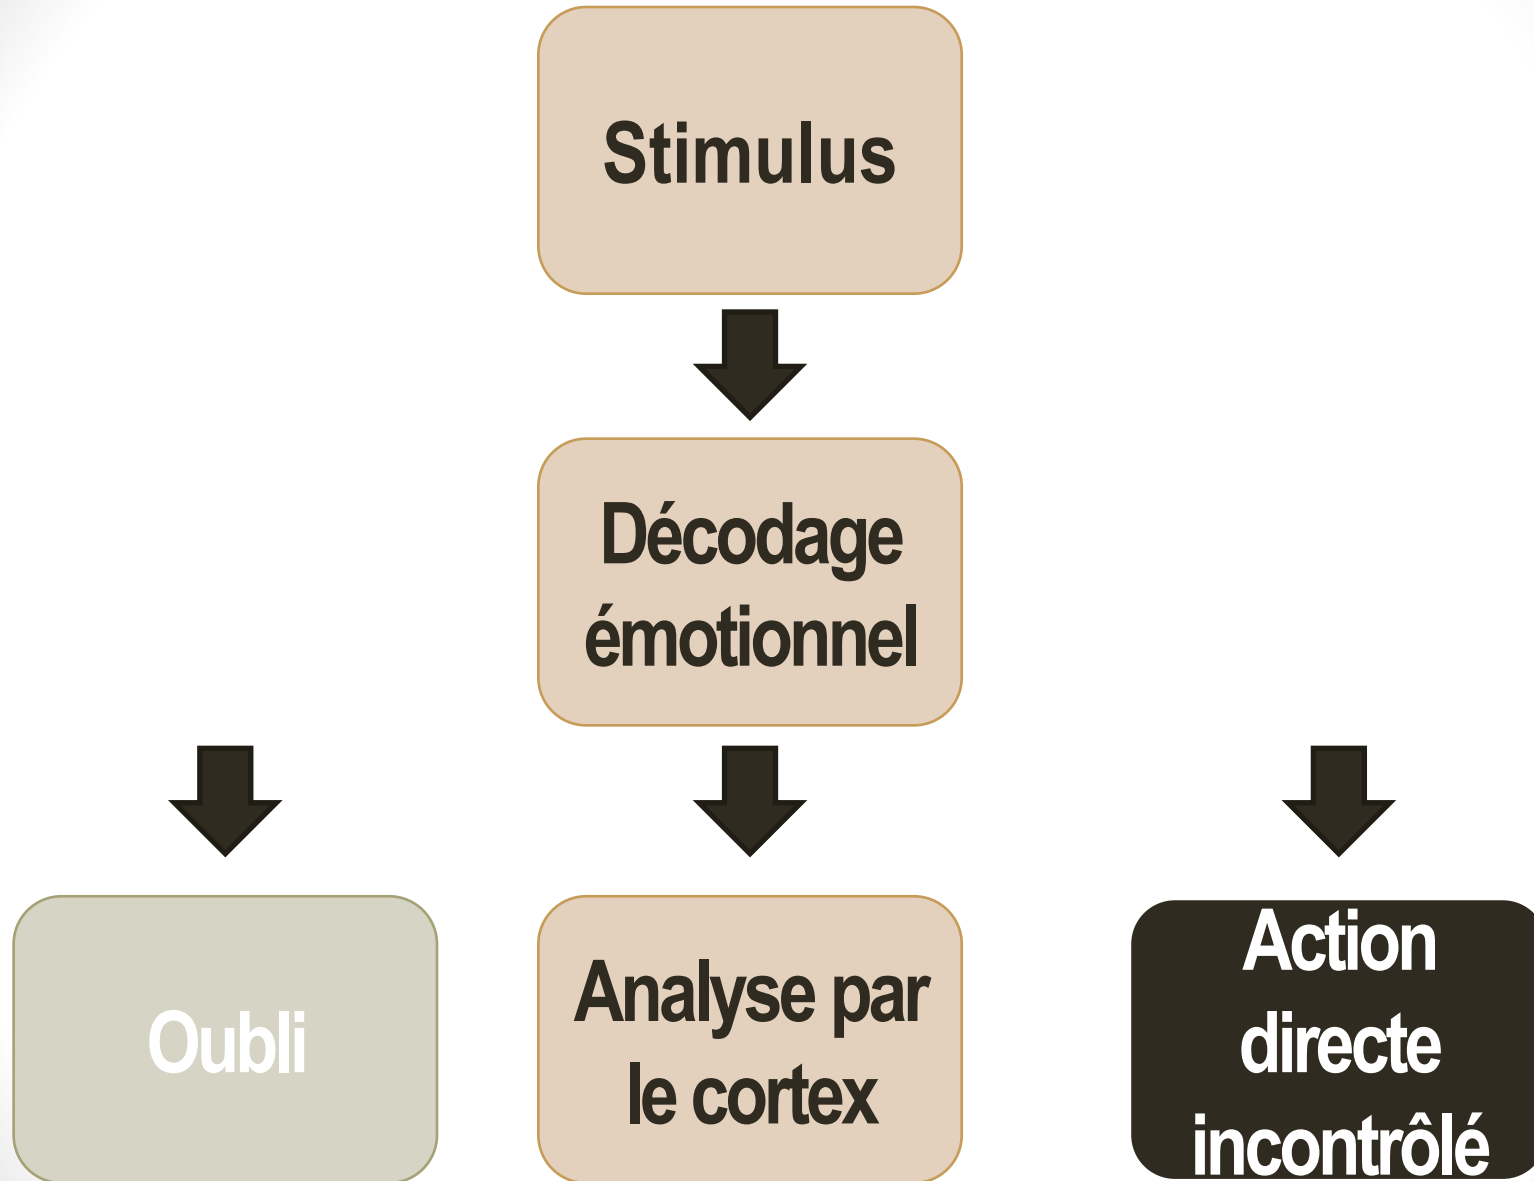 Stimulus
Décodage
émotionnel
Oubli
Analyse par
le cortex
Action
directe
incontrôlé